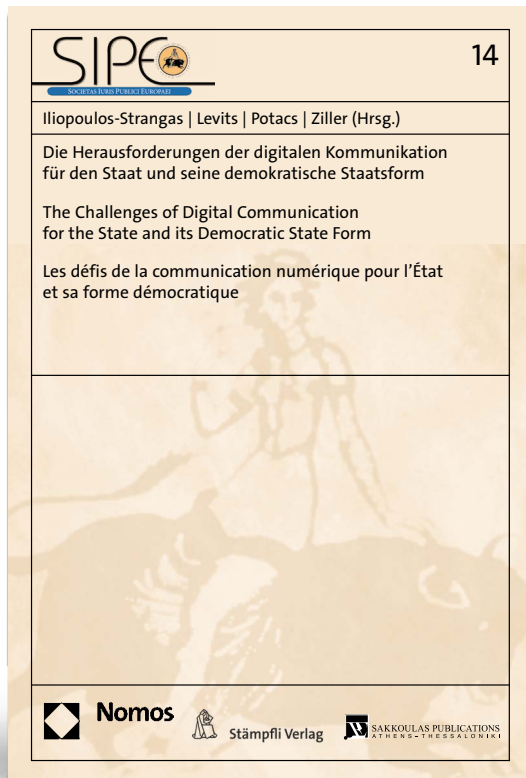 SIPE
SOCIETAS IURIS PUBLICI EUROPAEI
14
Iliopoulos-Strangas | Levits | Potacs | Ziller (Hrsg.)
Die Herausforderungen der digitalen Kommunikation
für den Staat und seine demokratische Staatsform
The Challenges of Digital Communication
for the State and its Democratic State Form
Les défis de la communication numérique pour l’État
et sa forme démocratique
Nomos
Stämpfli Verlag
SAKKOULAS PUBLICATIONS
ATHENS–THESSALONIKI